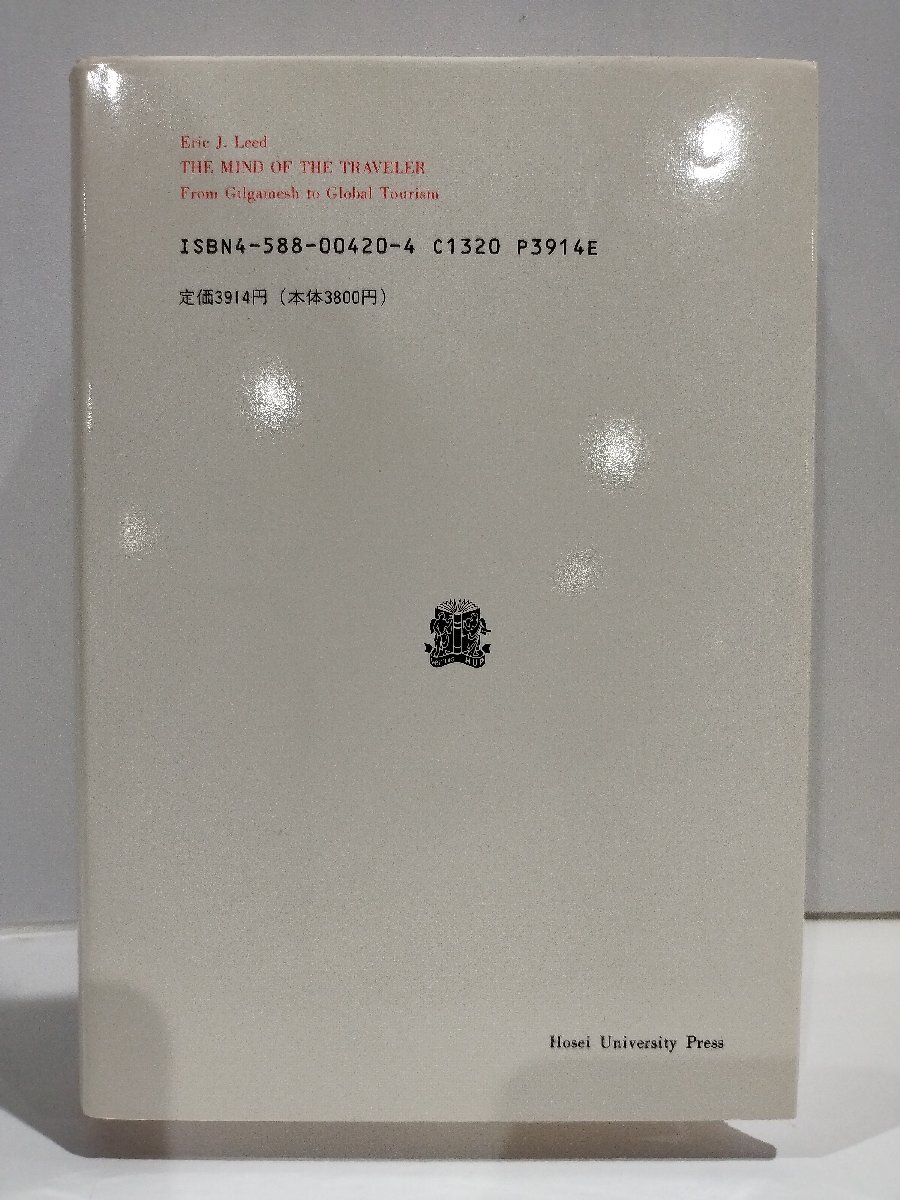 Eric J. Leed
THE MIND OF THE TRAVELER
From Gilgamesh to Global Tourism
ISBN4-588-00420-4 C1320 P3914E
定価3914円（本体3800円）
HUP
Hosei University Press